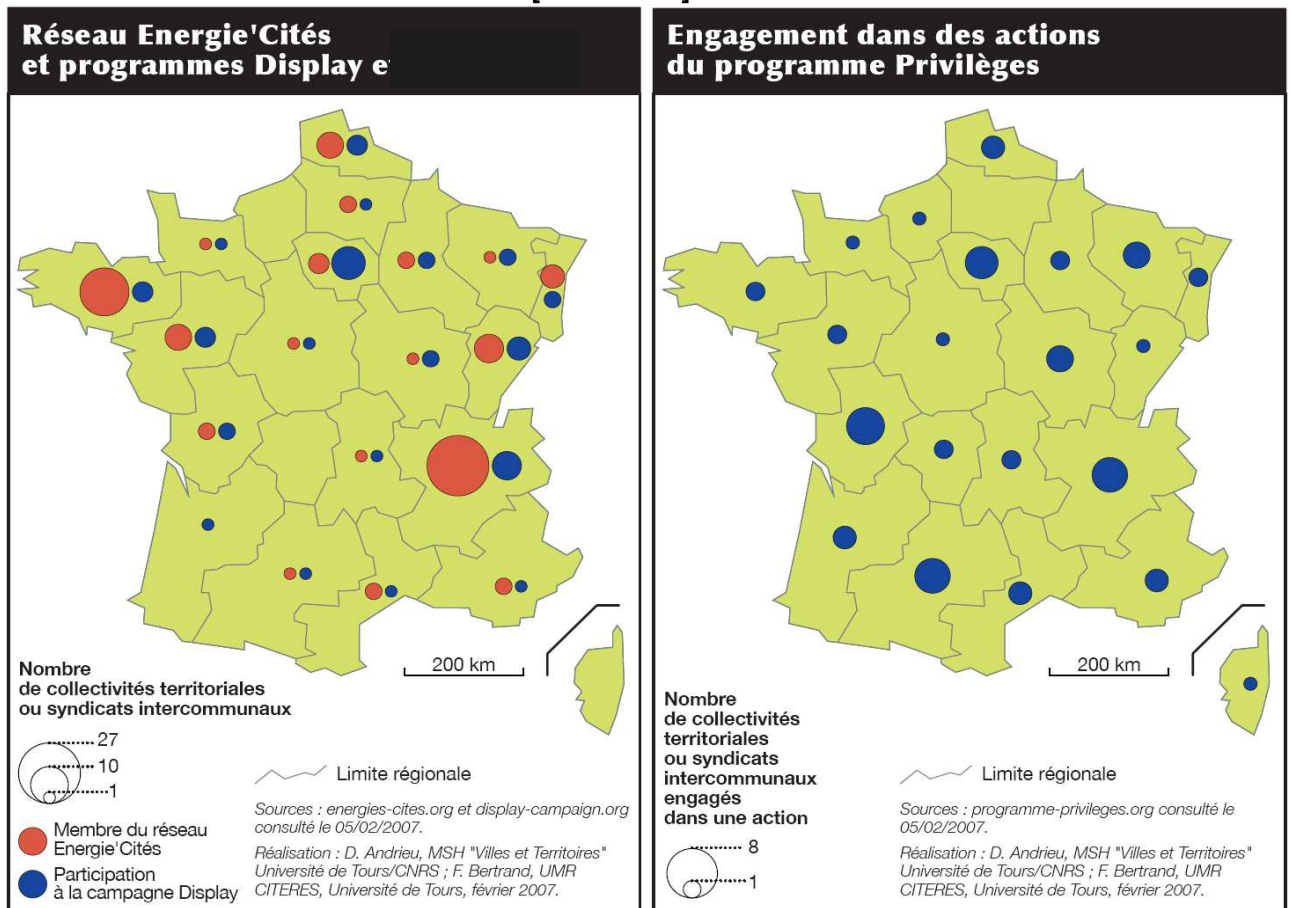 Réseau Energie'Cités
et programmes Display et
200 km
Nombre
de collectivités territoriales
ou syndicats intercommunaux
27
10
1
Membre du réseau
Energie'Cités
Participation
à la campagne Display
Limite régionale
Sources : energies-cites.org et display-campaign.org
consulté le 05/02/2007.
Réalisation : D. Andrieu, MSH "Villes et Territoires"
Université de Tours/CNRS ; F. Bertrand, UMR
CITERES, Université de Tours, février 2007.
Engagement dans des actions
du programme Privilèges
200 km
Nombre
de collectivités
territoriales
ou syndicats
intercommunaux
engagés
dans une action
8
1
Limite régionale
Sources : programme-privileges.org consulté le
05/02/2007.
Réalisation : D. Andrieu, MSH "Villes et Territoires"
Université de Tours/CNRS ; F. Bertrand, UMR
CITERES, Université de Tours, février 2007.